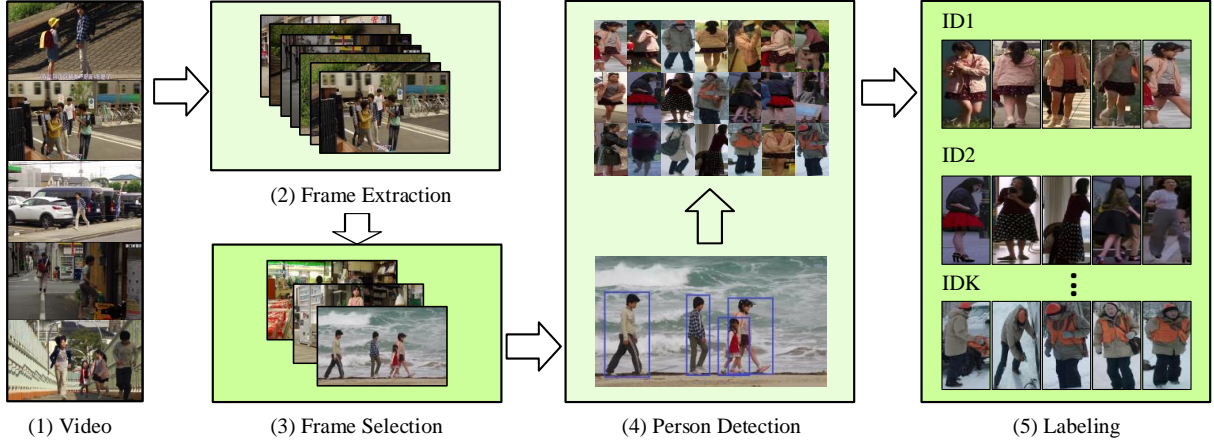 ID1
ID2
IDK
(2) Frame Extraction
(1) Video
(3) Frame Selection
(4) Person Detection
(5) Labeling